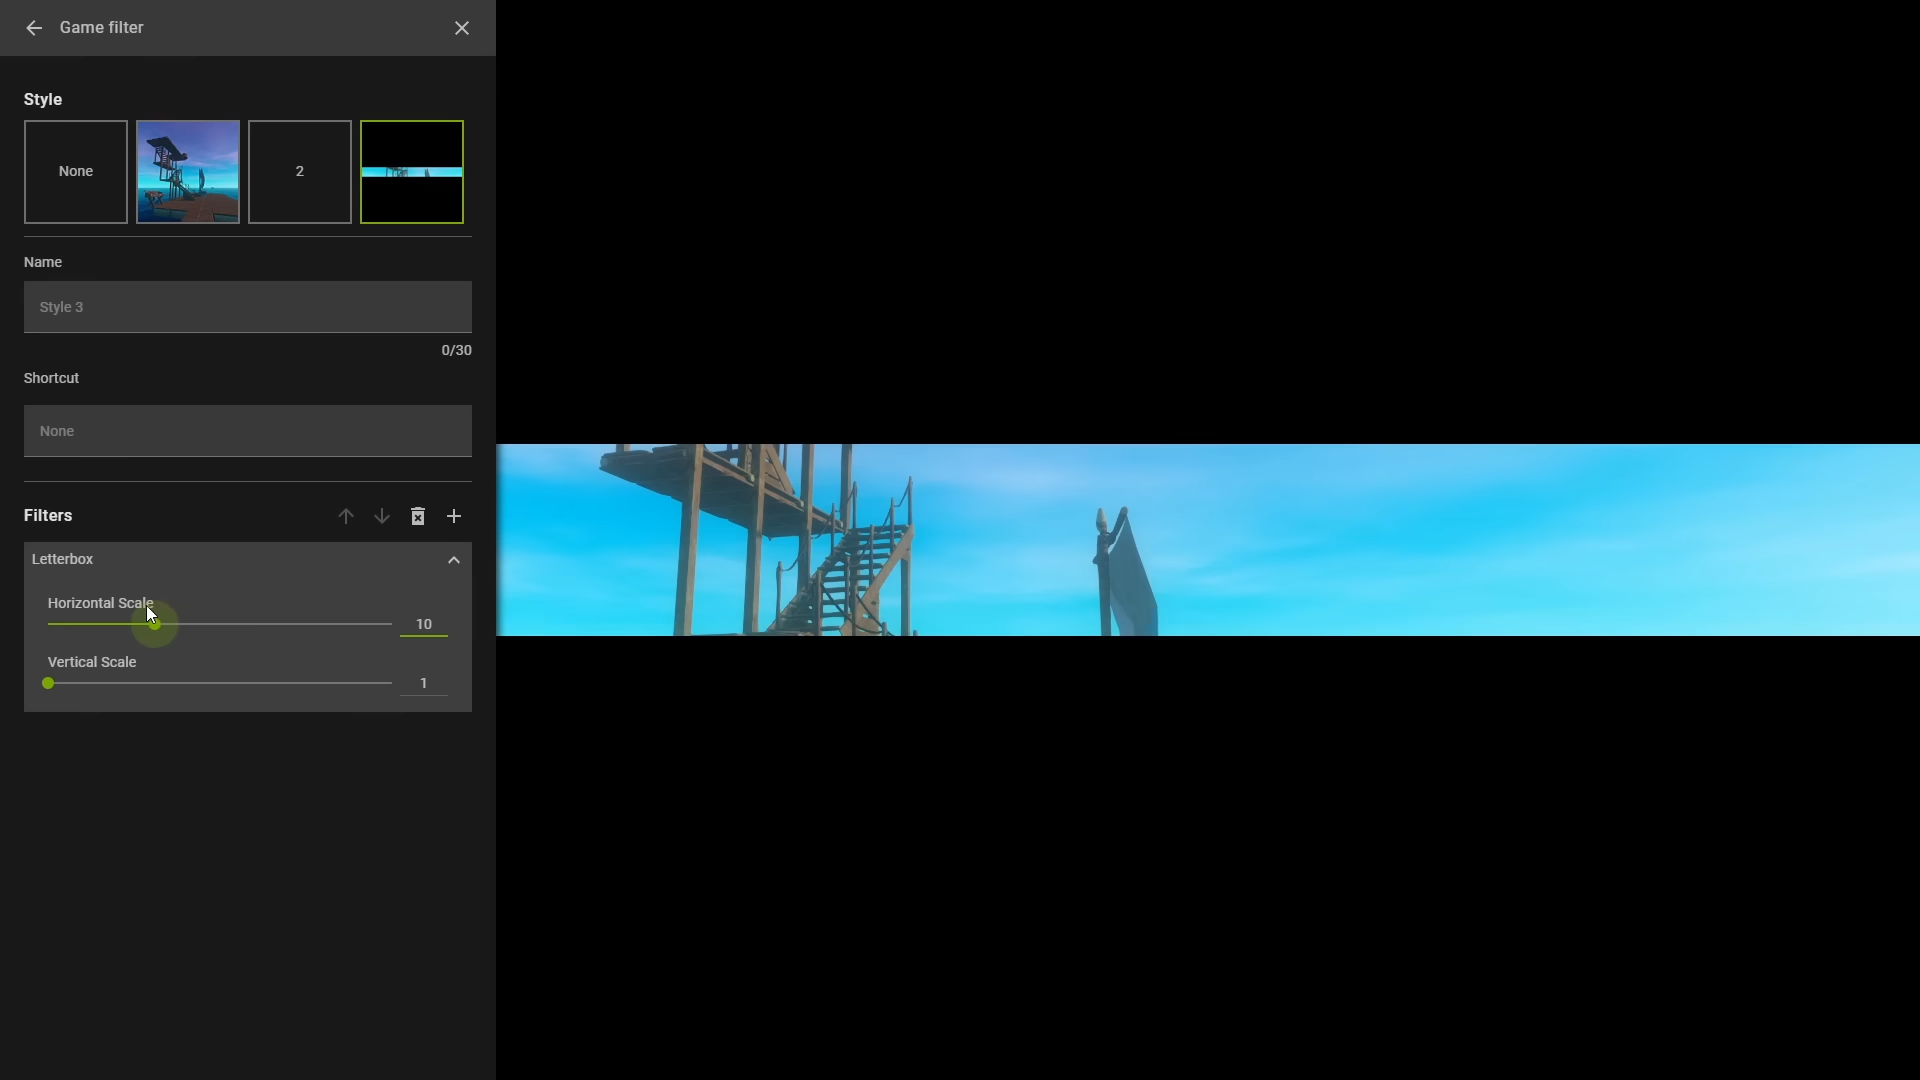 Game filter
Style
None
2
Name
Style 3
0/30
Shortcut
None
Filters
Letterbox
Horizontal Scale
10
Vertical Scale
1